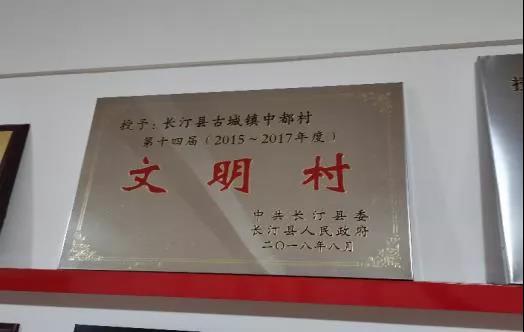 授予：长汀县古城镇中都村
第十四届（2015～2017年度）
文明村
中共长汀县委
长汀县人民政府
二〇一八年八月